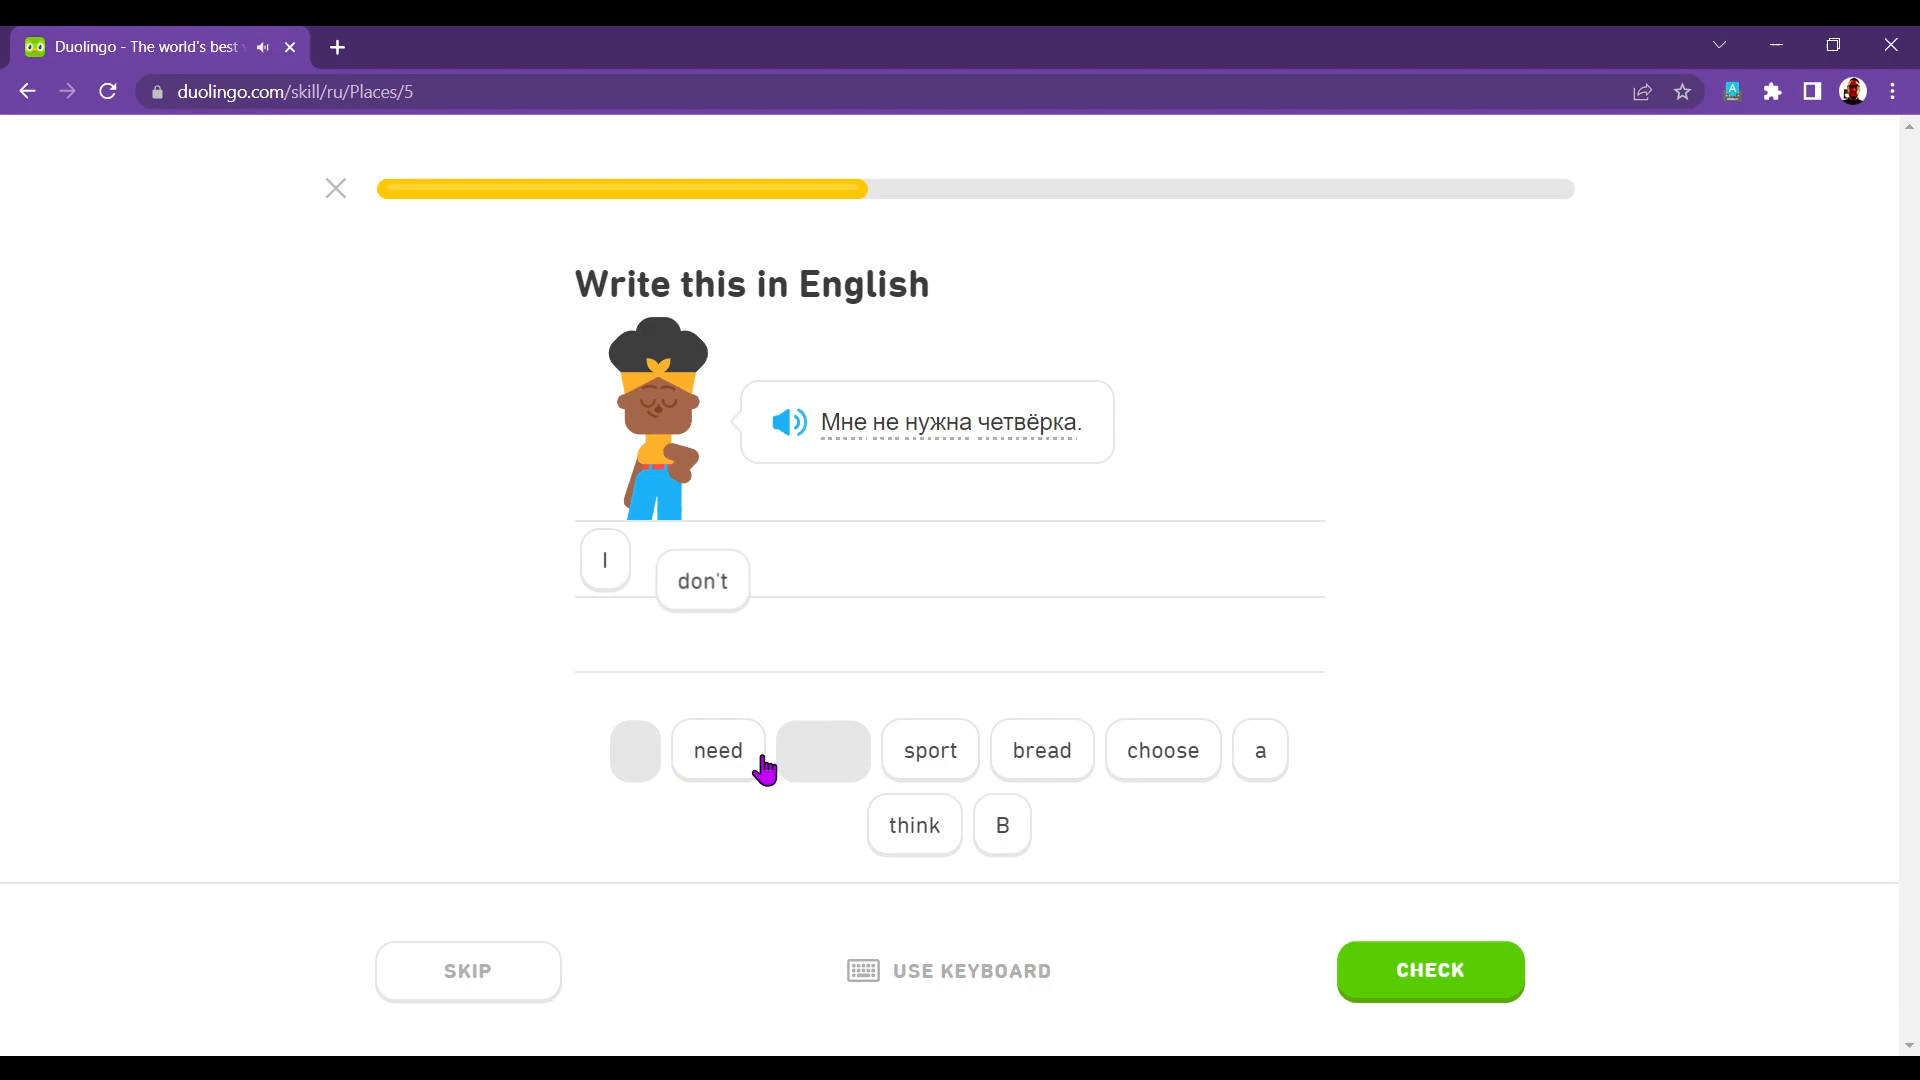 Duolingo - The world's best
duolingo.com/skill/ru/Places/5
Write this in English
Мне не нужна четвёрка.
I
don't
need
sport
bread
choose
a
think
B
SKIP
USE KEYBOARD
CHECK